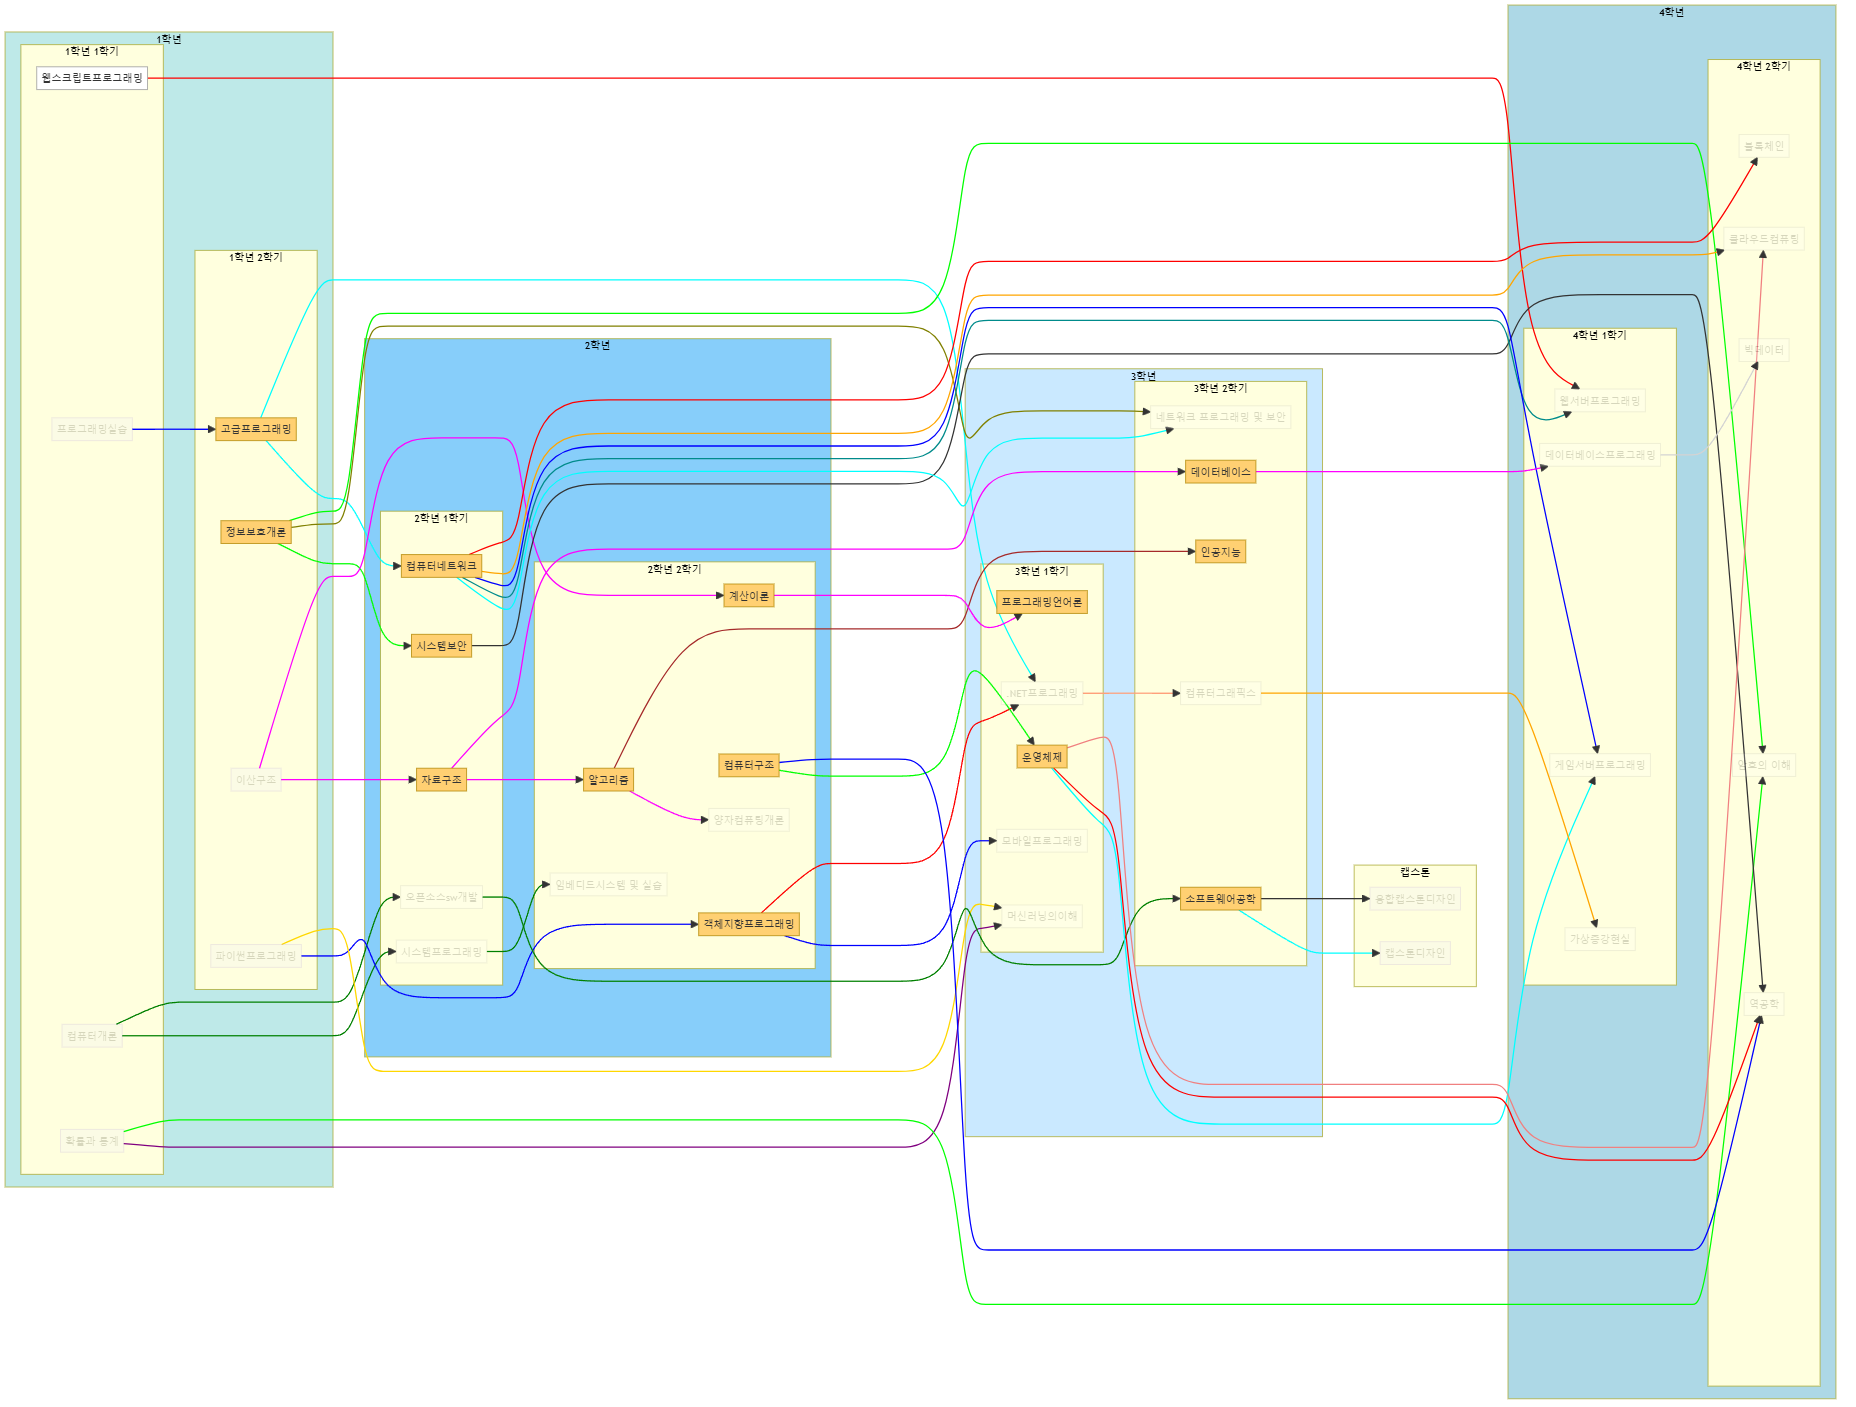 1학년
1학년 1학기
웹스크립트프로그래밍
프로그래밍실습
컴퓨터개론
확률과 통계
1학년 2학기
고급프로그래밍
정보보호개론
이산구조
파이썬프로그래밍
2학년
2학년 1학기
컴퓨터네트워크
시스템보안
자료구조
오픈소스sw개발
시스템프로그래밍
2학년 2학기
계산이론
컴퓨터구조
알고리즘
양자컴퓨팅개론
임베디드시스템 및 실습
객체지향프로그래밍
3학년
3학년 1학기
프로그래밍언어론
.NET프로그래밍
운영체제
모바일프로그래밍
머신러닝의이해
3학년 2학기
네트워크 프로그래밍 및 보안
데이터베이스
인공지능
컴퓨터그래픽스
소프트웨어공학
캡스톤
융합캡스톤디자인
캡스톤디자인
4학년
4학년 1학기
웹서버프로그래밍
데이터베이스프로그래밍
게임서버프로그래밍
가상증강현실
4학년 2학기
블록체인
클라우드컴퓨팅
빅데이터
암호의 이해
역공학